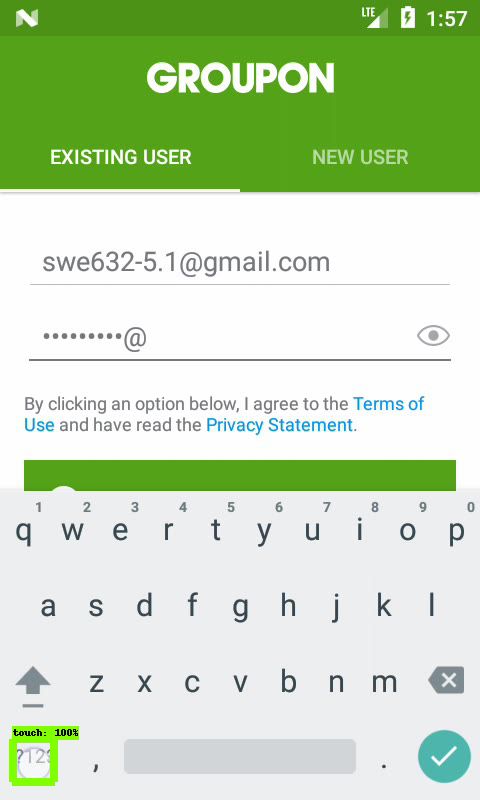 LTE 1:57
GROUPON
EXISTING USER NEW USER
swe632-5.1@gmail.com
•••••••••@
By clicking an option below, I agree to the Terms of
Use and have read the Privacy Statement.
1 2 3 4 5 6 7 8 9 0
q w e r t y u i o p
a s d f g h j k l
z x c v b n m
touch: 100%
?123 , .